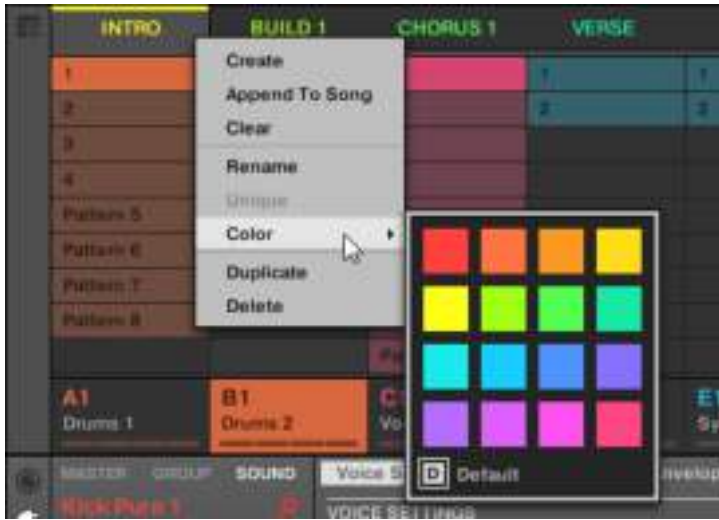 INTRO BUILD 1 CHORUS 1 VERSE
1 1 1
2 2 2
3
4
Pattern 5
Pattern 6
Pattern 7
Pattern 8
Create
Append To Song
Clear
Rename
Unique
Color
Duplicate
Delete
A1 B1
Drums 1 Drums 2
D Default
MASTER GROUP SOUND
VOICE SETTINGS